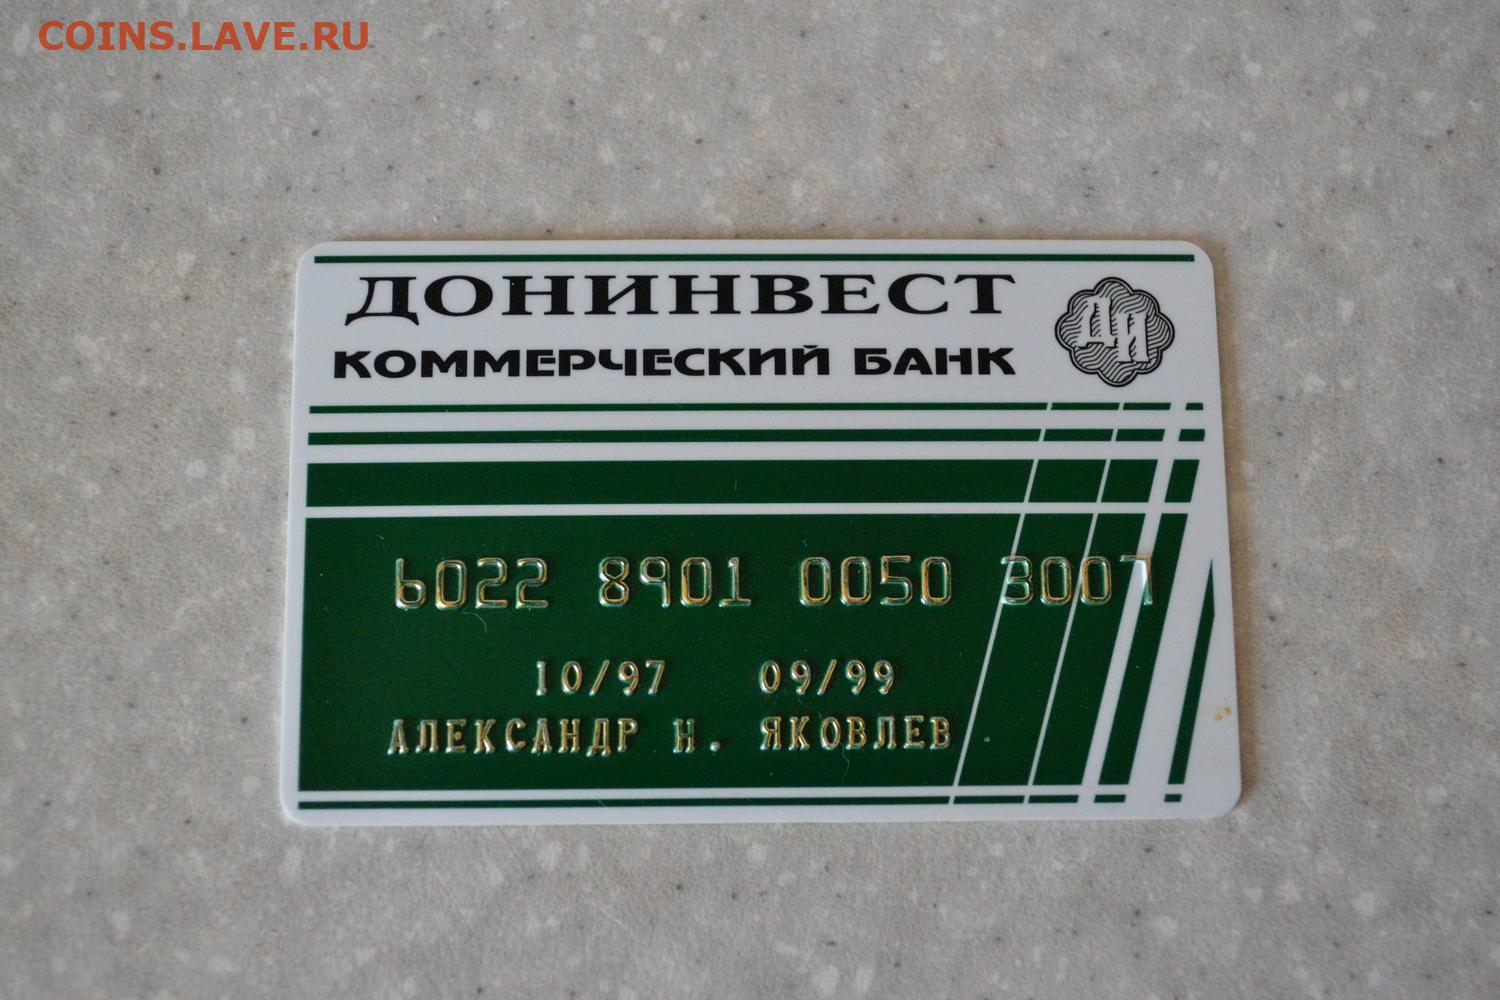 COINS.LAVE.RU
ДОНИНВЕСТ
КОММЕРЧЕСКИЙ БАНК
ДИ
6022 8901 0050 3007
10/97 09/99
АЛЕКСАНДР Н. ЯКОВЛЕВ